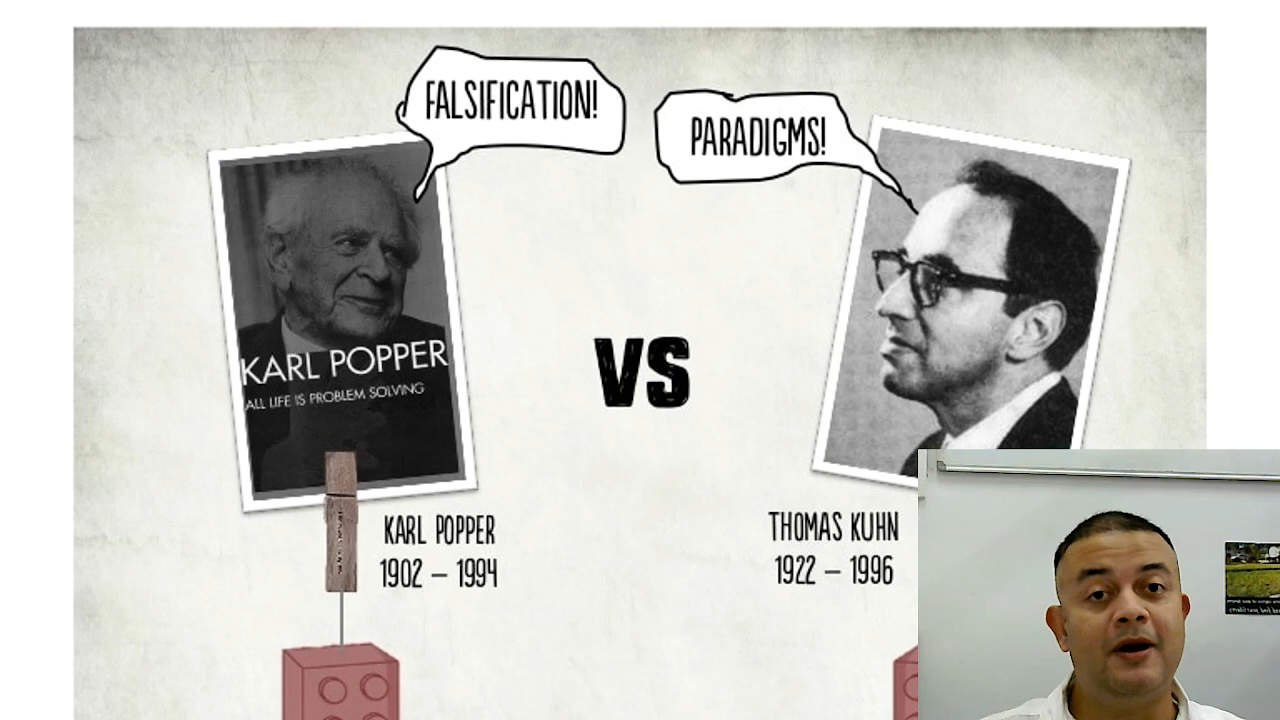 FALSIFICATION!
PARADIGMS!
KARL POPPER
ALL LIFE IS PROBLEM SOLVING
VS
KARL POPPER
1902 – 1994
THOMAS KUHN
1922 – 1996